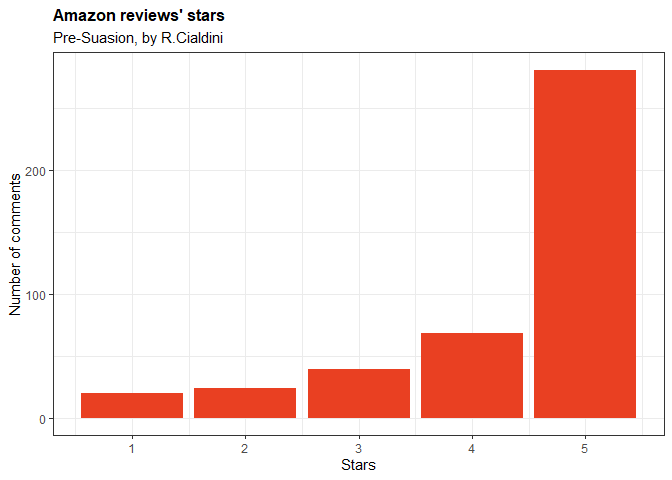 Amazon reviews' stars
Pre-Suasion, by R.Cialdini
Number of comments
200
100
0
1 2 3 4 5
Stars